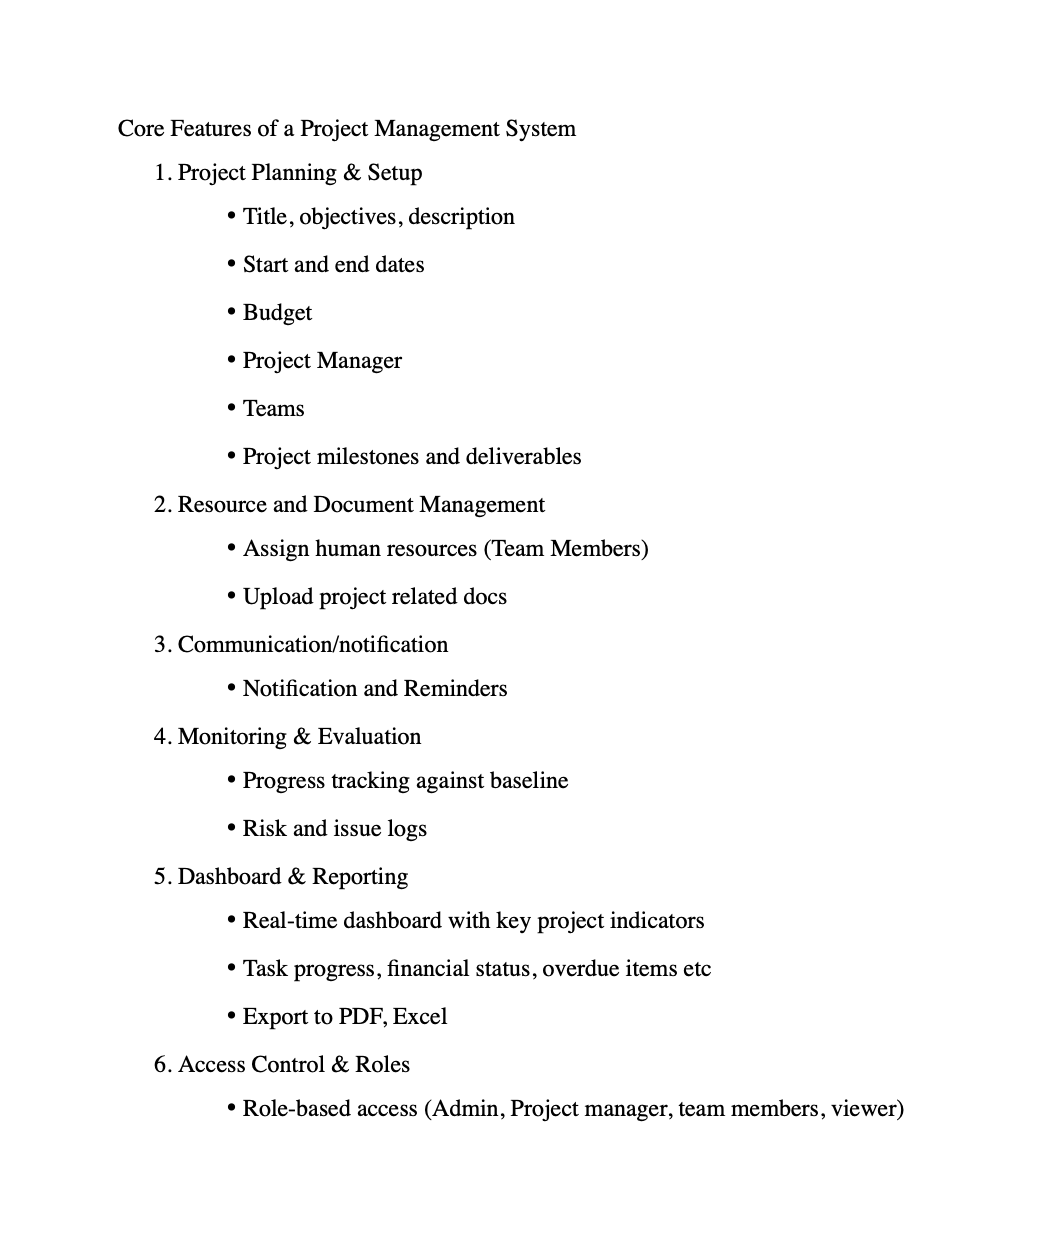 Core Features of a Project Management System
1. Project Planning & Setup
• Title, objectives, description
• Start and end dates
• Budget
• Project Manager
• Teams
• Project milestones and deliverables
2. Resource and Document Management
• Assign human resources (Team Members)
• Upload project related docs
3. Communication/notification
• Notification and Reminders
4. Monitoring & Evaluation
• Progress tracking against baseline
• Risk and issue logs
5. Dashboard & Reporting
• Real-time dashboard with key project indicators
• Task progress, financial status, overdue items etc
• Export to PDF, Excel
6. Access Control & Roles
• Role-based access (Admin, Project manager, team members, viewer)